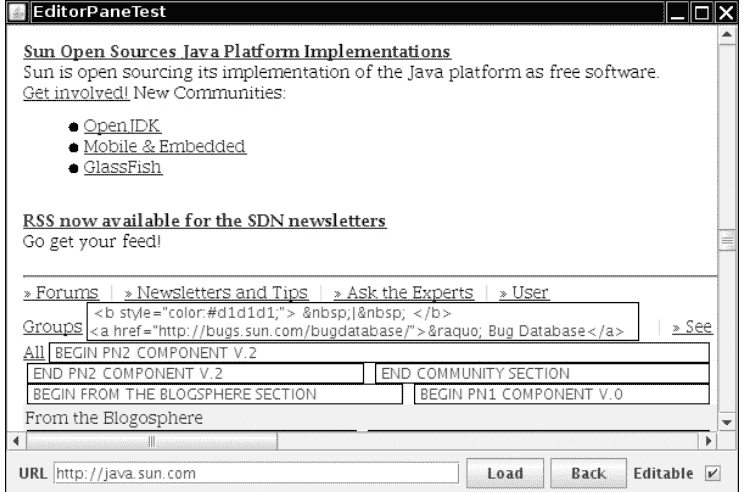 EditorPaneTest
Sun Open Sources Java Platform Implementations
Sun is open sourcing its implementation of the Java platform as free software.
Get involved! New Communities:
● OpenJDK
● Mobile & Embedded
● GlassFish
RSS now available for the SDN newsletters
Go get your feed!
» Forums | » Newsletters and Tips | » Ask the Experts | » User
<b style="color:#d1d1d1;"> &nbsp;|&nbsp; </b>
Groups <a href="http://bugs.sun.com/bugdatabase/">&raquo; Bug Database</a> | » See
All BEGIN PN2 COMPONENT V.2
END PN2 COMPONENT V.2 END COMMUNITY SECTION
BEGIN FROM THE BLOGSPHERE SECTION BEGIN PN1 COMPONENT V.0
From the Blogosphere
URL http://java.sun.com Load Back Editable